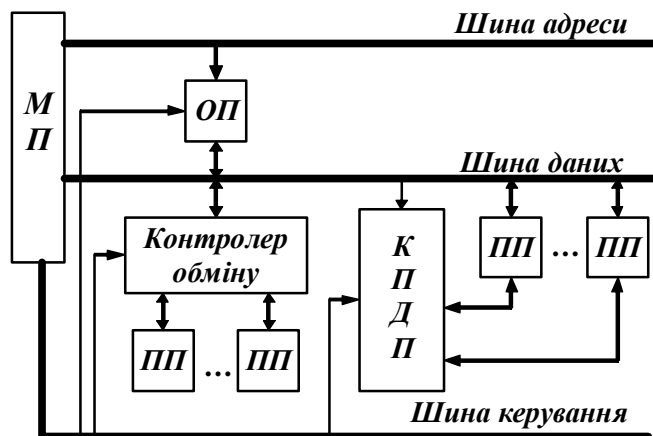 Шина адреси
М
П
ОП
Шина даних
Контролер
обміну
К
П
Д
П
ПП ... ПП
ПП ... ПП
Шина керування